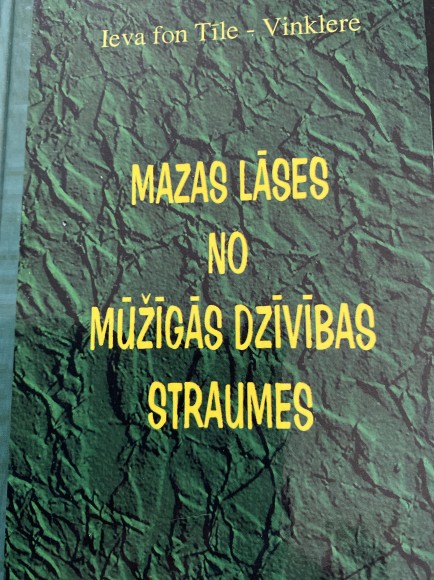 Ieva fon Tīle - Vinklere
MAZAS LĀSES
NO
MŪŽĪGĀS DZĪVĪBAS
STRAUMES